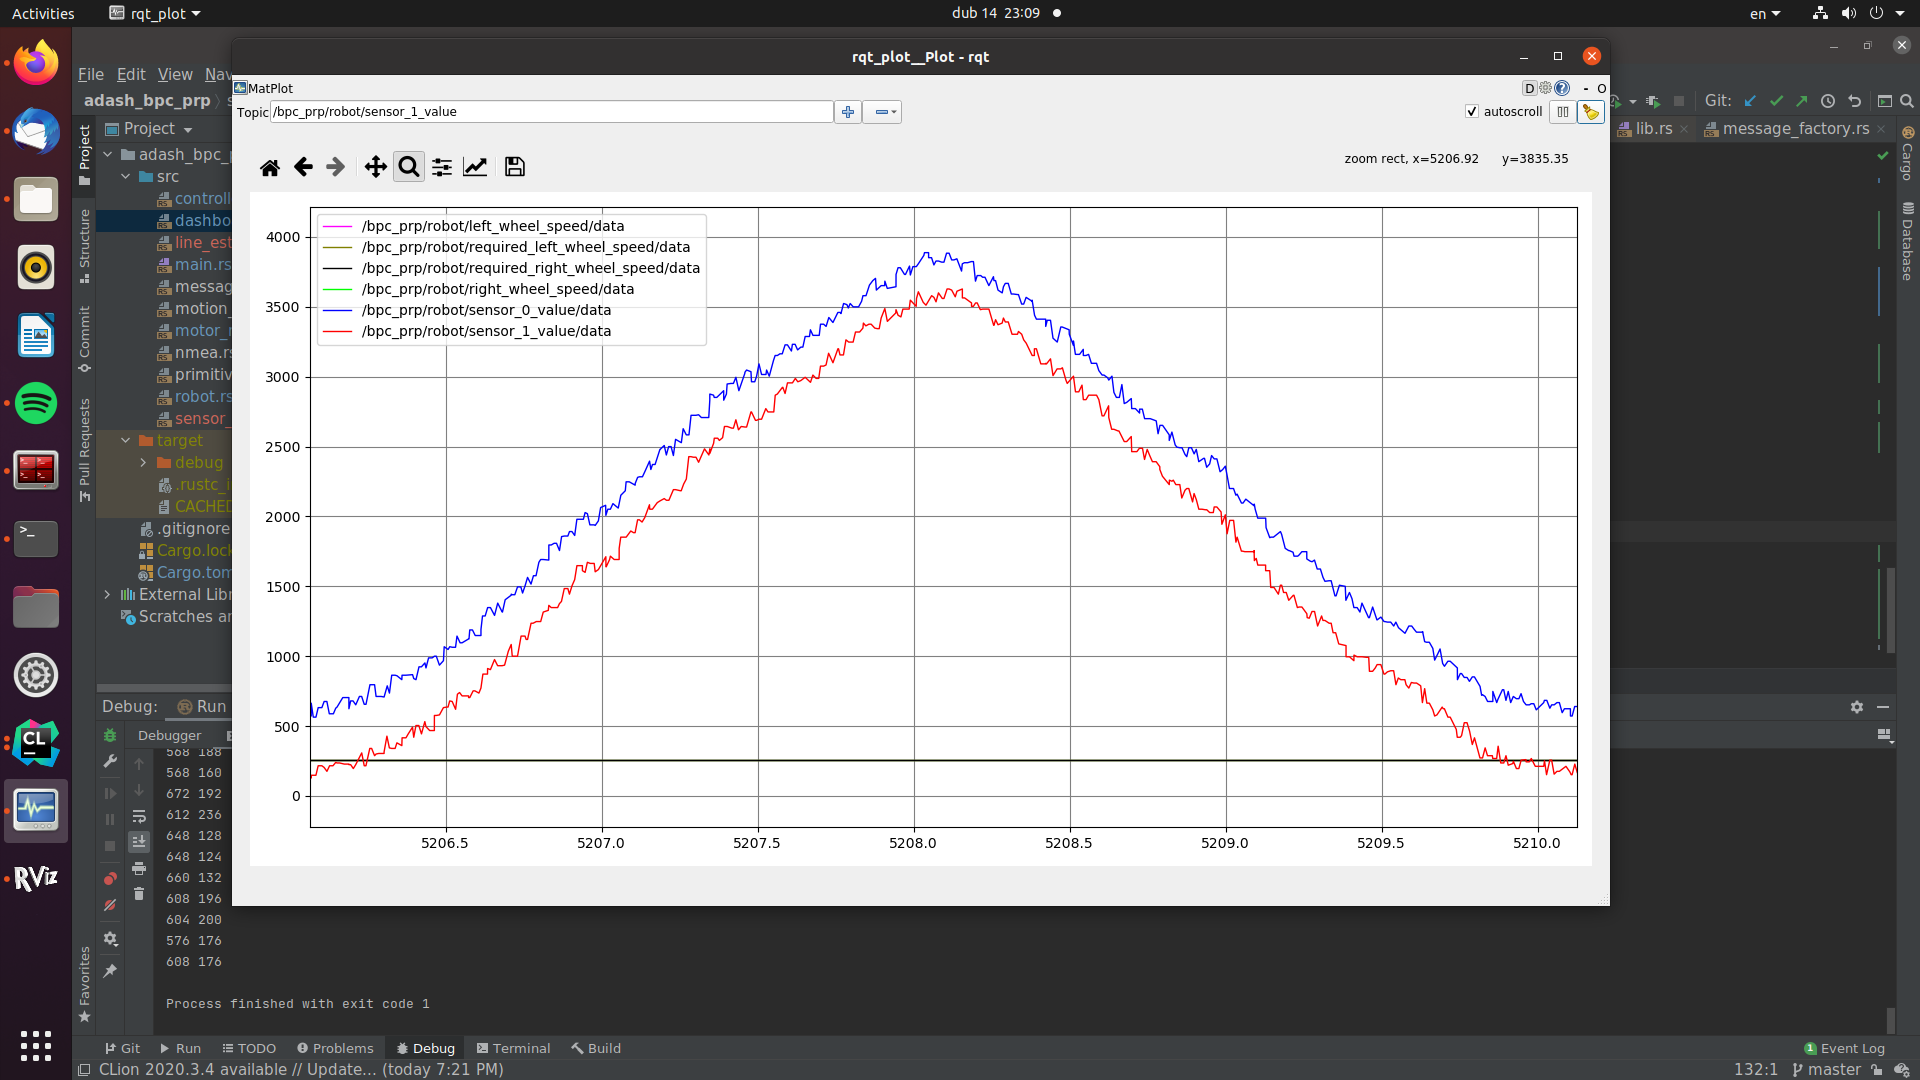 Activities
rqt_plot
dub 14 23:09
en
rqt_plot__Plot - rqt
File Edit View Nav
MatPlot
D
- O
adash_bpc_prp
Topic /bpc_prp/robot/sensor_1_value
autoscroll
Git:
lib.rs
message_factory.rs
Project
Project
Structure
Commit
Pull Requests
Favorites
Cargo
Database
adash_bpc_
src
controll
dashbo
line_est
main.rs
messag
motion_
motor_r
nmea.rs
primitiv
robot.rs
sensor_
target
debug
.rustc_i
CACHED
.gitignore
Cargo.lock
Cargo.tom
External Libr
Scratches an
zoom rect, x=5206.92 y=3835.35
/bpc_prp/robot/left_wheel_speed/data
/bpc_prp/robot/required_left_wheel_speed/data
/bpc_prp/robot/required_right_wheel_speed/data
/bpc_prp/robot/right_wheel_speed/data
/bpc_prp/robot/sensor_0_value/data
/bpc_prp/robot/sensor_1_value/data
4000
3500
3000
2500
2000
1500
1000
500
0
5206.5 5207.0 5207.5 5208.0 5208.5 5209.0 5209.5 5210.0
Debug: Run
Debugger
568 188
568 160
672 192
612 236
648 128
648 124
660 132
608 196
604 200
576 176
608 176
Process finished with exit code 1
Git Run TODO Problems Debug Terminal Build
1 Event Log
CLion 2020.3.4 available // Update... (today 7:21 PM)
132:1 master
CL
RViz